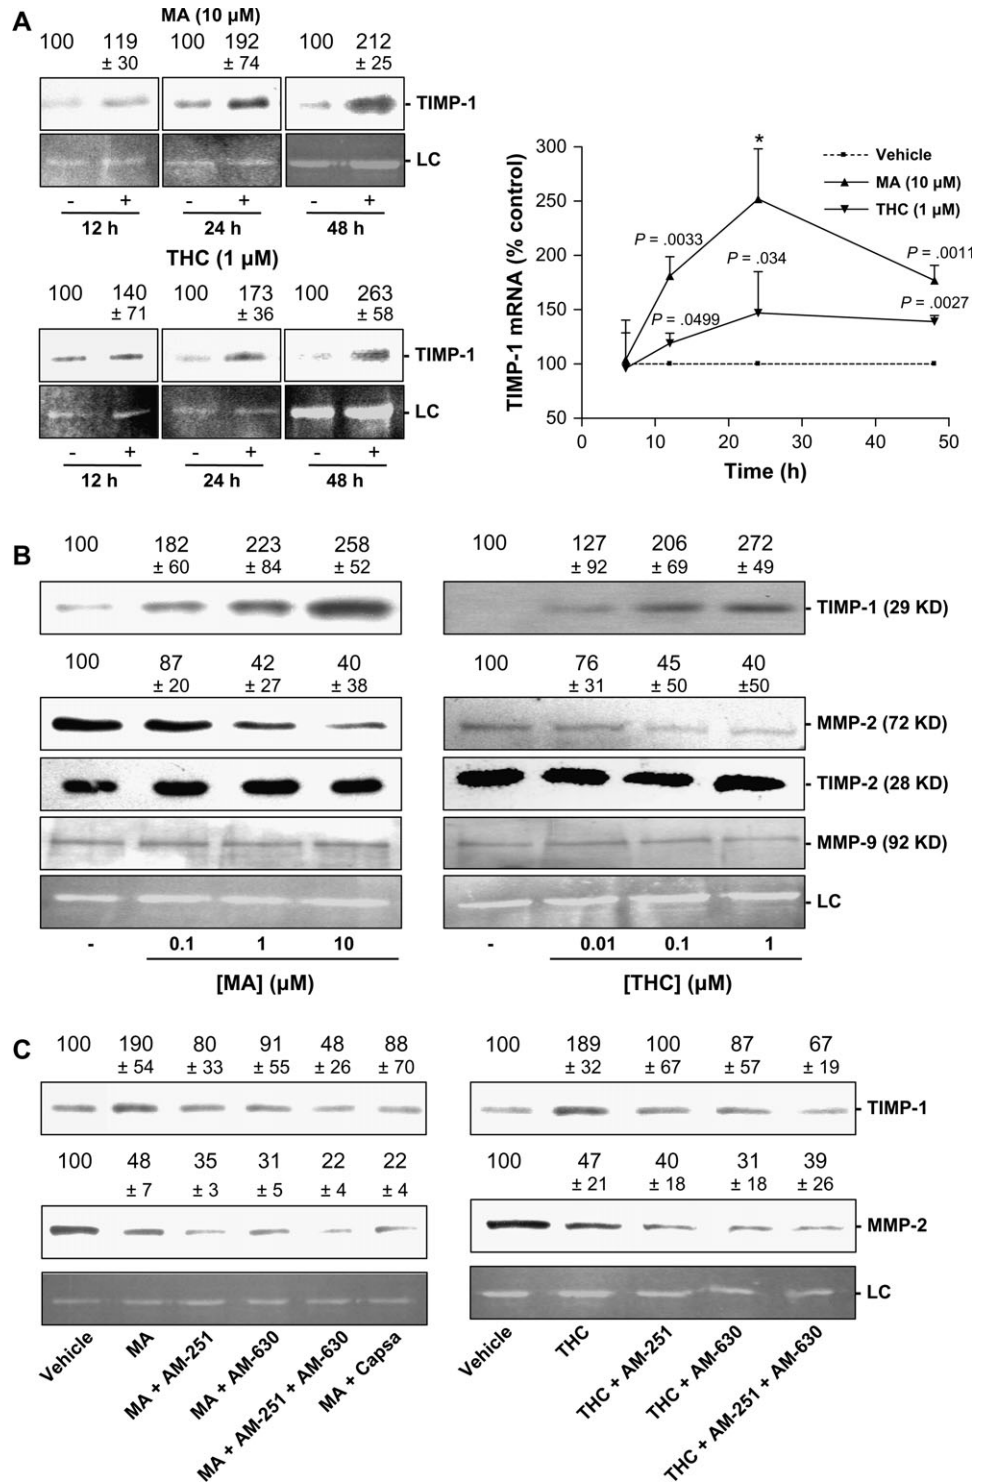 A
MA (10 µM)
100 119 ± 30 100 192 ± 74 100 212 ± 25
TIMP-1
LC
- + - + - +
12 h 24 h 48 h
THC (1 µM)
100 140 ± 71 100 173 ± 36 100 263 ± 58
TIMP-1
LC
- + - + - +
12 h 24 h 48 h
TIMP-1 mRNA (% control)
300
250
200
150
100
50
0 10 20 30 40 50
Time (h)
*
P = .0033
P = .034
P = .0011
P = .0499
P = .0027
Vehicle
MA (10 µM)
THC (1 µM)
B
100 182 ± 60 223 ± 84 258 ± 52
100 127 ± 92 206 ± 69 272 ± 49
TIMP-1 (29 KD)
100 87 ± 20 42 ± 27 40 ± 38
100 76 ± 31 45 ± 50 40 ±50
MMP-2 (72 KD)
TIMP-2 (28 KD)
MMP-9 (92 KD)
LC
- 0.1 1 10
[MA] (µM)
- 0.01 0.1 1
[THC] (µM)
C
100 190 ± 54 80 ± 33 91 ± 55 48 ± 26 88 ± 70
100 189 ± 32 100 ± 67 87 ± 57 67 ± 19
TIMP-1
100 48 ± 7 35 ± 3 31 ± 5 22 ± 4 22 ± 4
100 47 ± 21 40 ± 18 31 ± 18 39 ± 26
MMP-2
LC
Vehicle
MA
MA + AM-251
MA + AM-630
MA + AM-251 + AM-630
MA + Capsa
Vehicle
THC
THC + AM-251
THC + AM-630
THC + AM-251 + AM-630